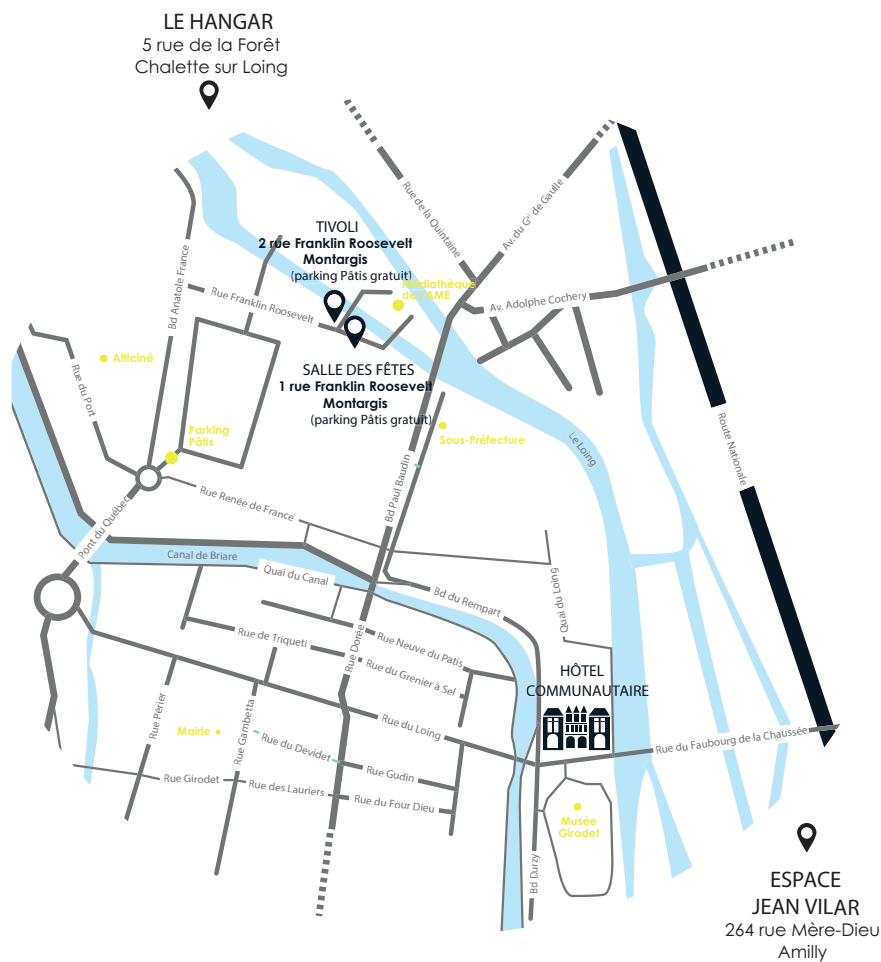 LE HANGAR
5 rue de la Forêt
Chalette sur Loing
Rue de la Quintaine
Av. du Gal de Gaulle
TIVOLI
2 rue Franklin Roosevelt
Montargis
(parking Pâtis gratuit)
Médiathèque
de l'AME
Bd Anatole France
Rue Franklin Roosevelt
Av. Adolphe Cochery
Alticiné
Rue du Port
SALLE DES FÊTES
1 rue Franklin Roosevelt
Montargis
(parking Pâtis gratuit)
Parking
Pâtis
Sous-Préfecture
Le Loing
Route Nationale
Bd Paul Baudin
Rue Renée de France
Pont du Québec
Canal de Briare
Quai du Canal
Bd du Rempart
Quai du Loing
Rue de Triqueti
Rue Dorée
Rue Neuve du Patis
Rue du Grenier à Sel
HÔTEL
COMMUNAUTAIRE
Rue Périer
Mairie
Rue Gambetta
Rue du Devidet
Rue du Loing
Rue du Faubourg de la Chaussée
Rue Girodet
Rue des Lauriers
Rue Gudin
Rue du Four Dieu
Musée
Girodet
Bd Durzy
ESPACE
JEAN VILAR
264 rue Mère-Dieu
Amilly